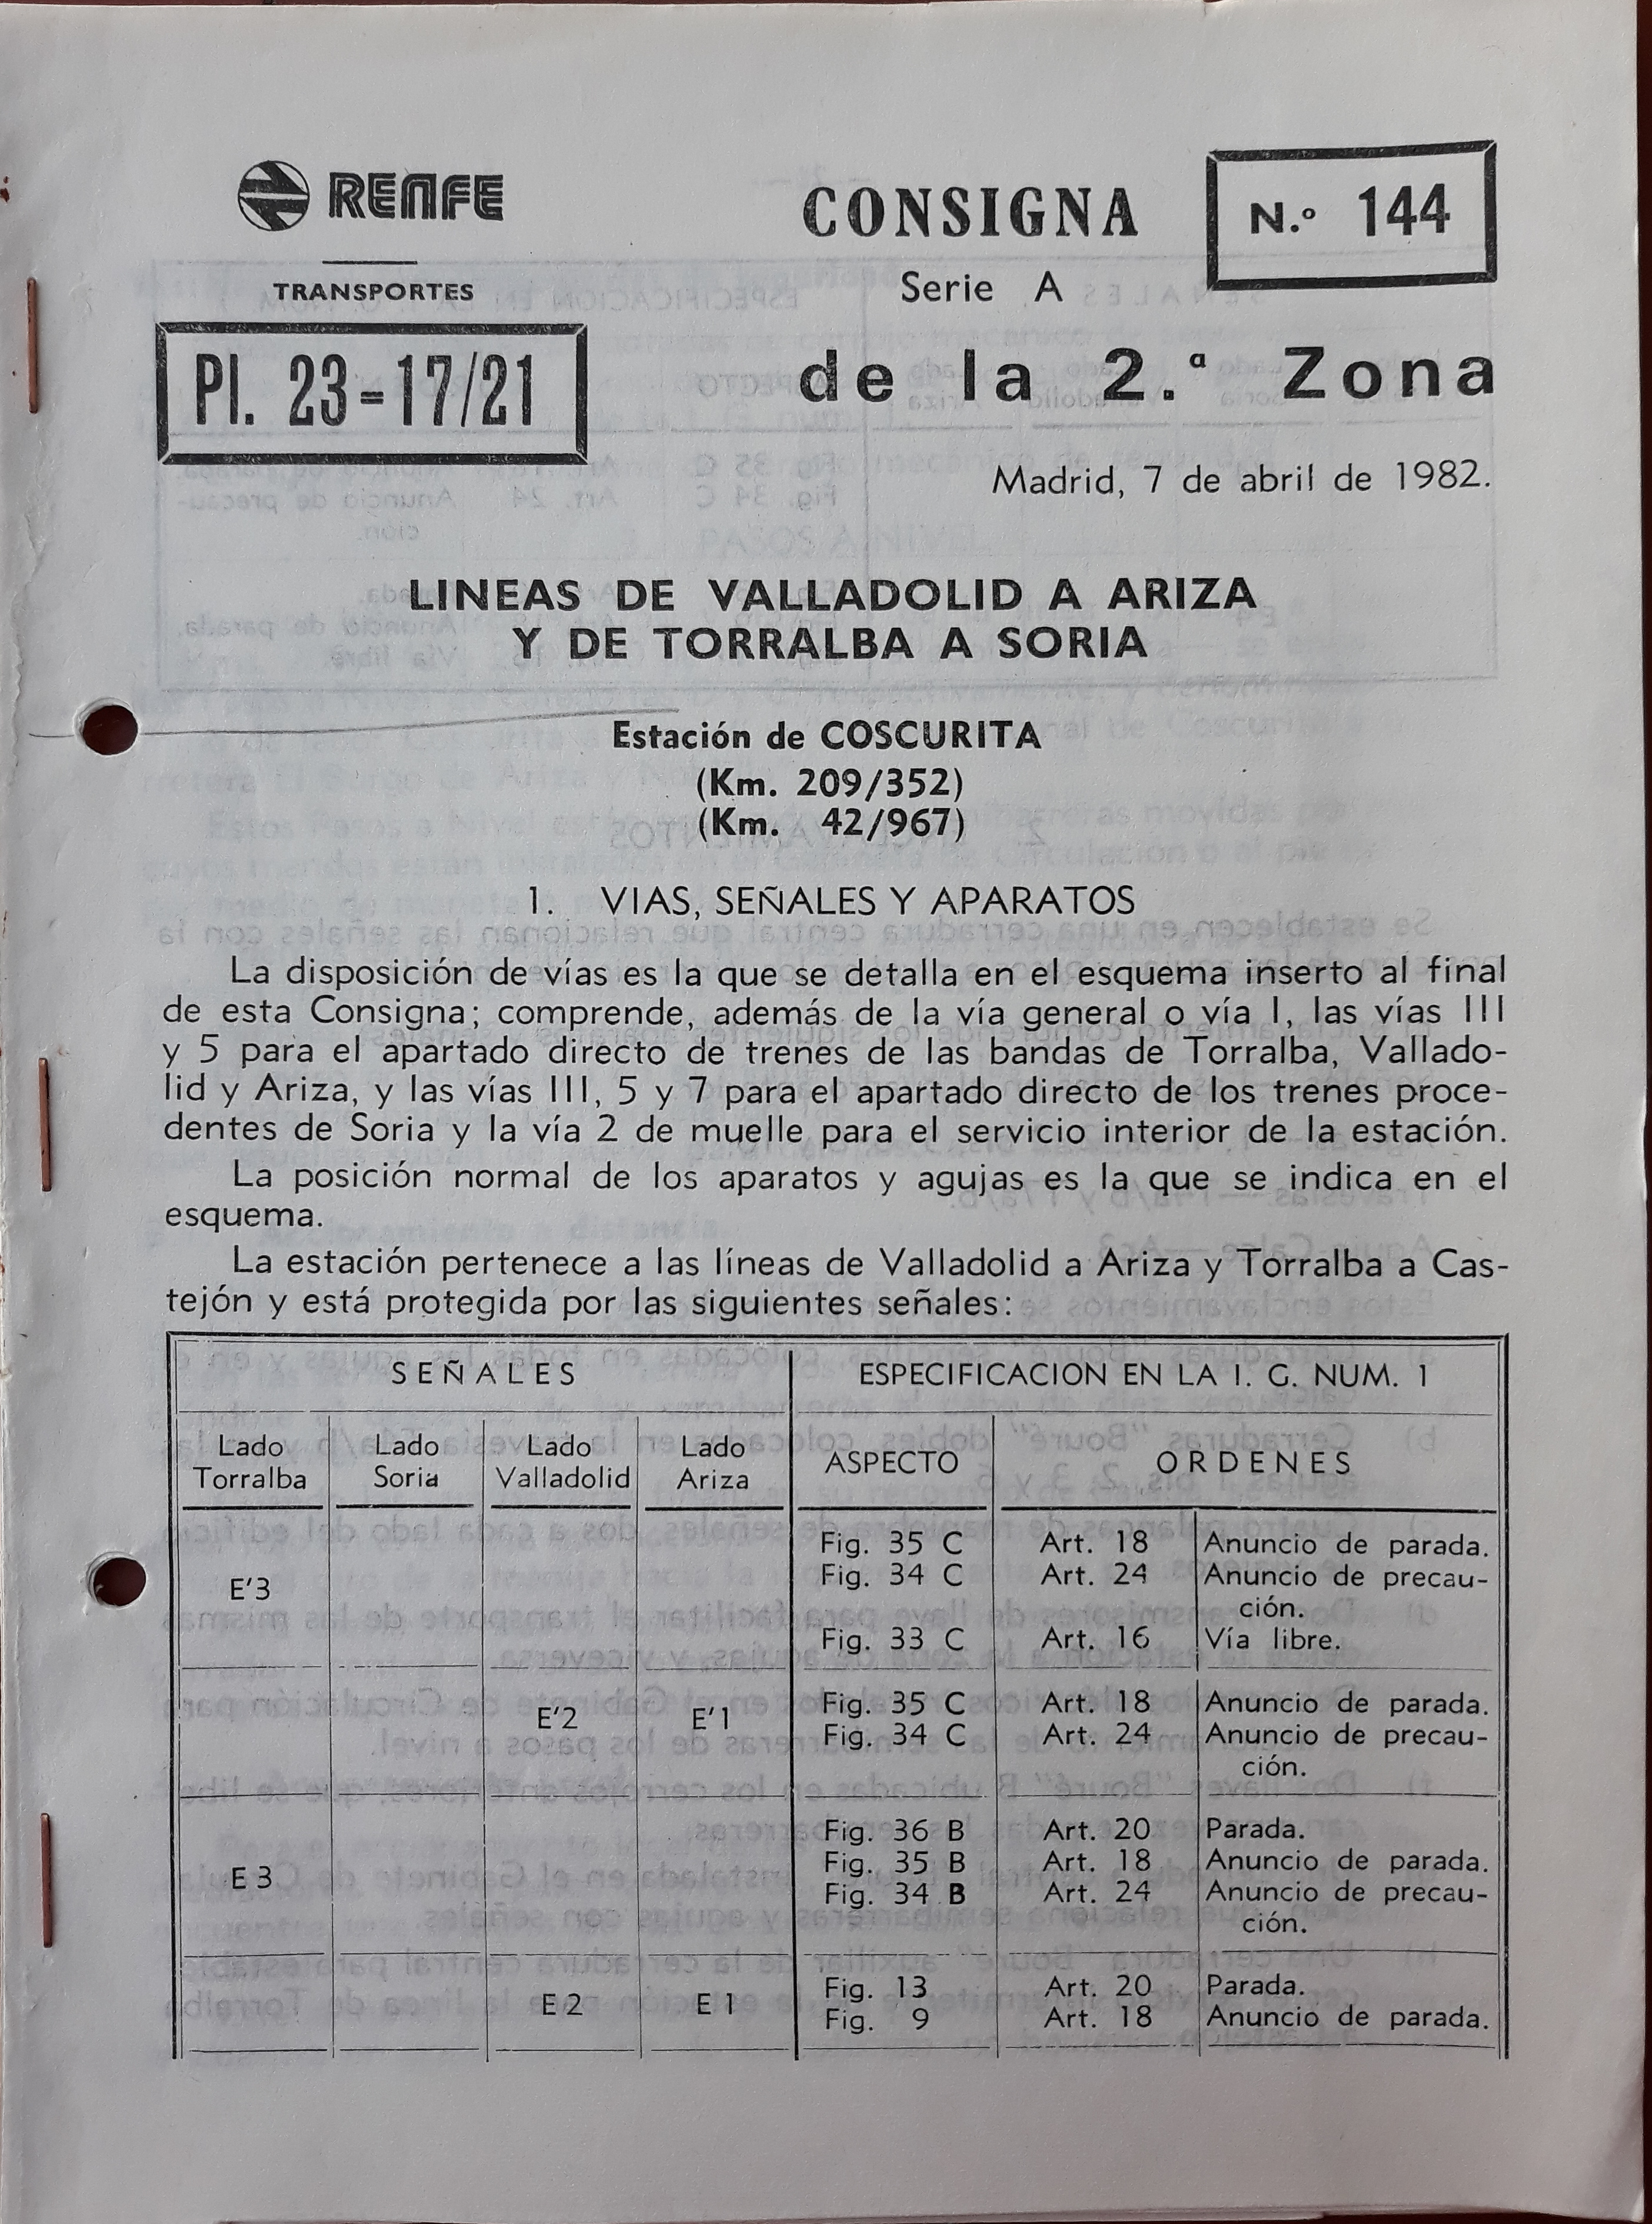 RENFE
TRANSPORTES
Pl. 23-17/21
CONSIGNA
N.º 144
Serie A
de la 2.ª Zona
Madrid, 7 de abril de 1982.
LINEAS DE VALLADOLID A ARIZA
Y DE TORRALBA A SORIA
Estación de COSCURITA
(Km. 209/352)
(Km. 42/967)
1. VIAS, SEÑALES Y APARATOS
La disposición de vías es la que se detalla en el esquema inserto al final
de esta Consigna; comprende, además de la vía general o vía I, las vías III
y 5 para el apartado directo de trenes de las bandas de Torralba, Vallado-
lid y Ariza, y las vías III, 5 y 7 para el apartado directo de los trenes proce-
dentes de Soria y la vía 2 de muelle para el servicio interior de la estación.
La posición normal de los aparatos y agujas es la que se indica en el
esquema.
La estación pertenece a las líneas de Valladolid a Ariza y Torralba a Cas-
tejón y está protegida por las siguientes señales:
SEÑALES ESPECIFICACION EN LA I. G. NUM. 1
Lado Torralba Lado Soria Lado Valladolid Lado Ariza ASPECTO ORDENES
E'3
Fig. 35 C Art. 18 Anuncio de parada.
Fig. 34 C Art. 24 Anuncio de precau-
ción.
Fig. 33 C Art. 16 Vía libre.
E'2 E'1
Fig. 35 C Art. 18 Anuncio de parada.
Fig. 34 C Art. 24 Anuncio de precau-
ción.
E 3
Fig. 36 B Art. 20 Parada.
Fig. 35 B Art. 18 Anuncio de parada.
Fig. 34 B Art. 24 Anuncio de precau-
ción.
E 2 E 1
Fig. 13 Art. 20 Parada.
Fig. 9 Art. 18 Anuncio de parada.